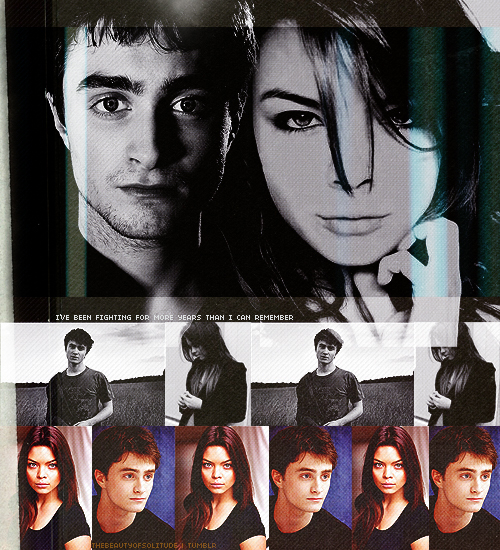 I'VE BEEN FIGHTING FOR MORE YEARS THAN I CAN REMEMBER
THEBEAUTYOFSOLITUDE @ TUMBLR